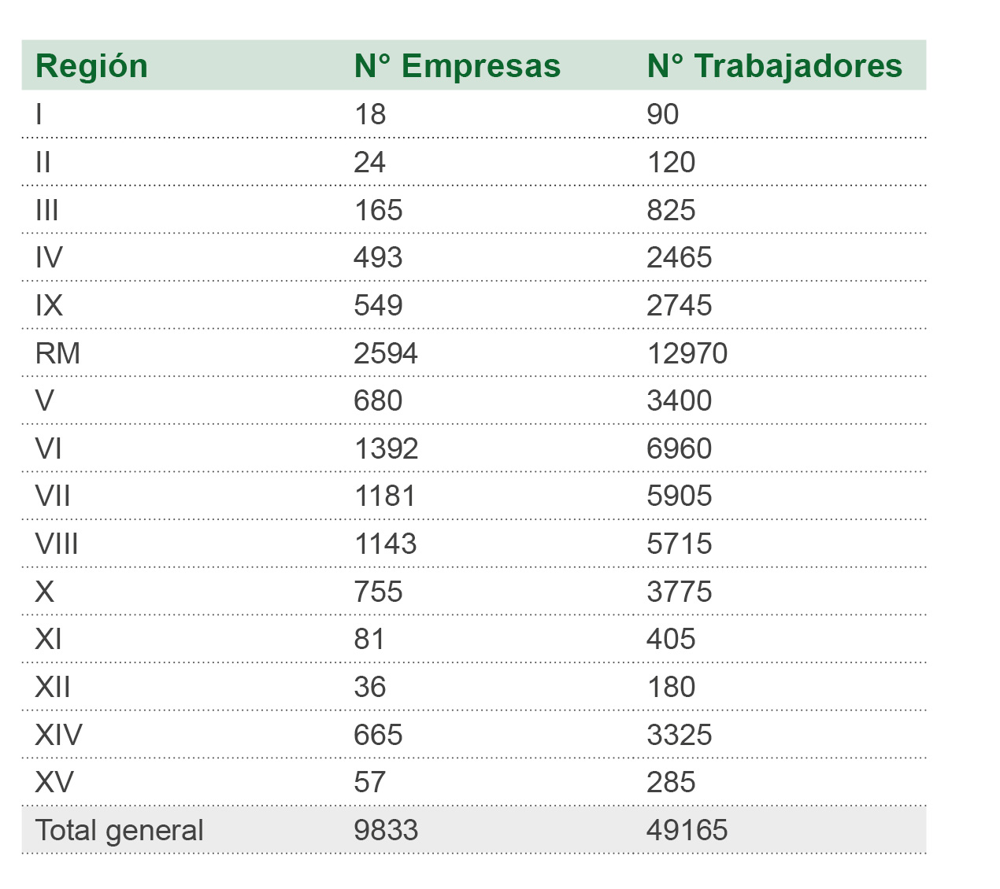 Región N° Empresas N° Trabajadores
I 18 90
II 24 120
III 165 825
IV 493 2465
IX 549 2745
RM 2594 12970
V 680 3400
VI 1392 6960
VII 1181 5905
VIII 1143 5715
X 755 3775
XI 81 405
XII 36 180
XIV 665 3325
XV 57 285
Total general 9833 49165